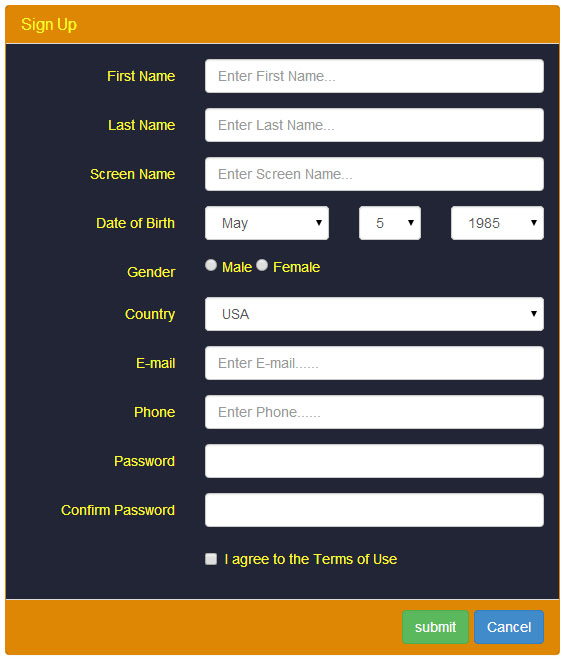 Sign Up
First Name Enter First Name...
Last Name Enter Last Name...
Screen Name Enter Screen Name...
Date of Birth May 5 1985
Gender Male Female
Country USA
E-mail Enter E-mail......
Phone Enter Phone......
Password
Confirm Password
I agree to the Terms of Use
submit Cancel